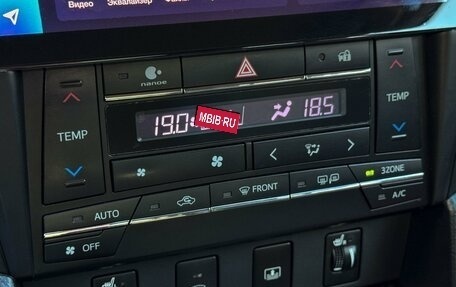 Видео Эквалайзер
nanoe
TEMP
19.0
MBIB.RU
18.5
TEMP
AUTO
FRONT
3ZONE
A/C
OFF